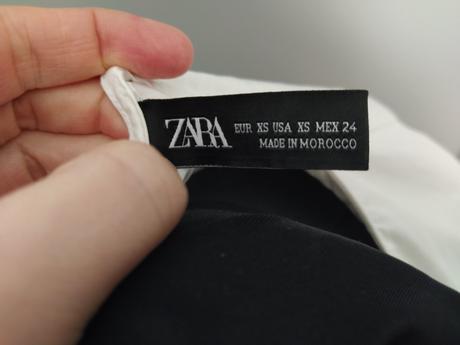 ZARA
EUR XS USA XS MEX 24
MADE IN MOROCCO